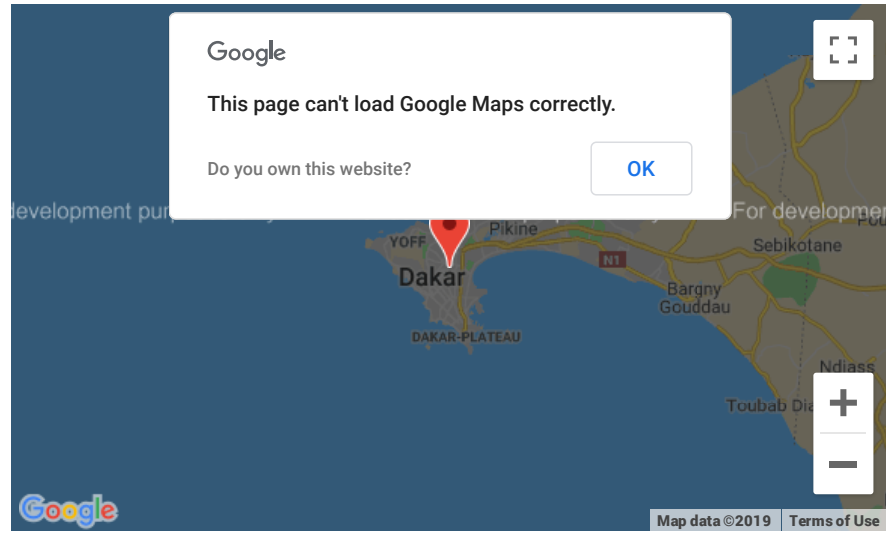 Google
This page can't load Google Maps correctly.
Do you own this website?
OK
development pur
For developmen
YOFF
Pikine
Sebikotane
Dakar
N1
Bargny
Gouddau
DAKAR-PLATEAU
Ndiass
Toubab Dia
Google
Map data ©2019
Terms of Use